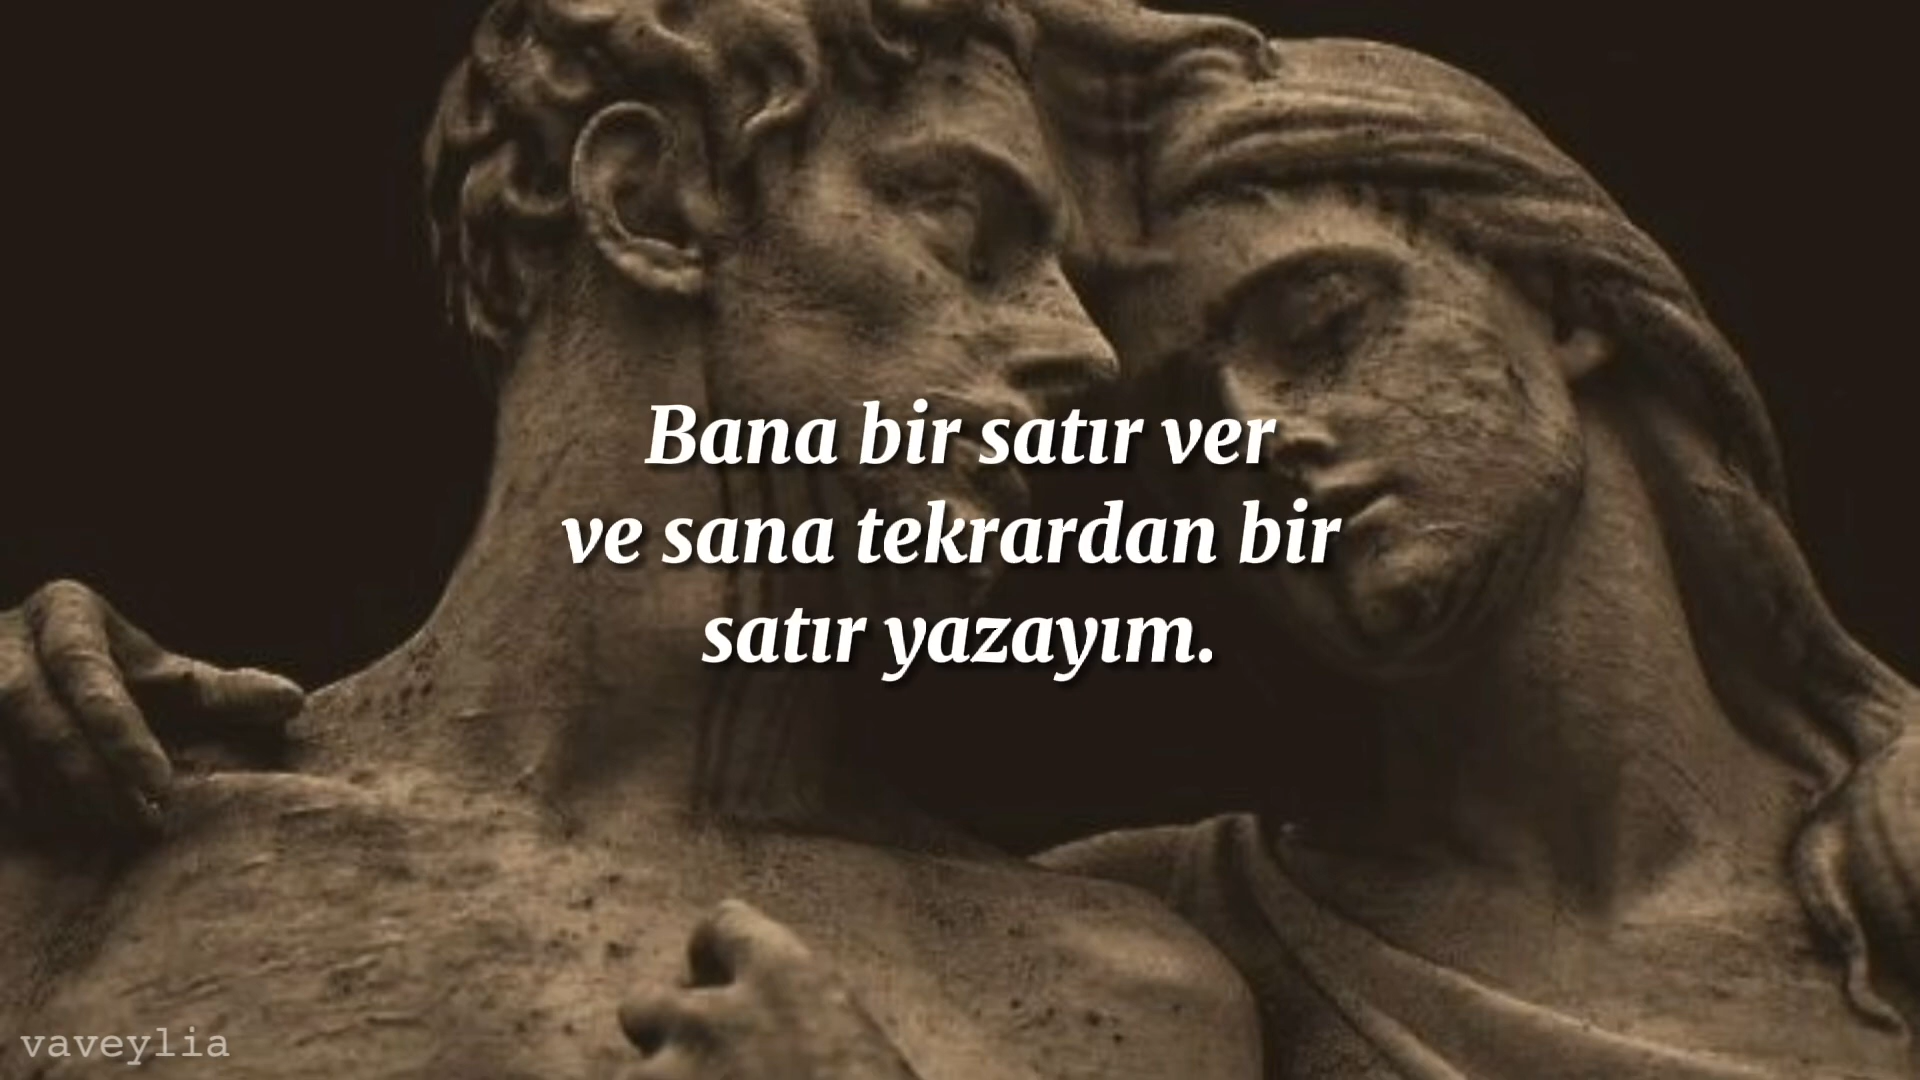 Bana bir satır ver
ve sana tekrardan bir
satır yazayım.
vaveylia